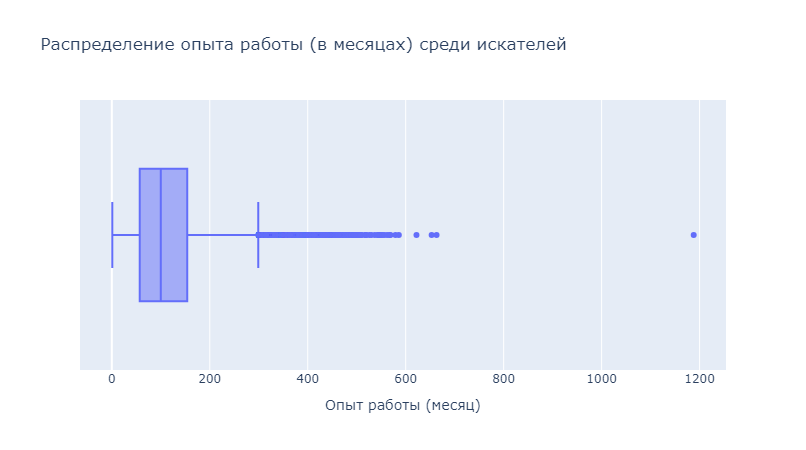 Распределение опыта работы (в месяцах) среди искателей
0 200 400 600 800 1000 1200
Опыт работы (месяц)